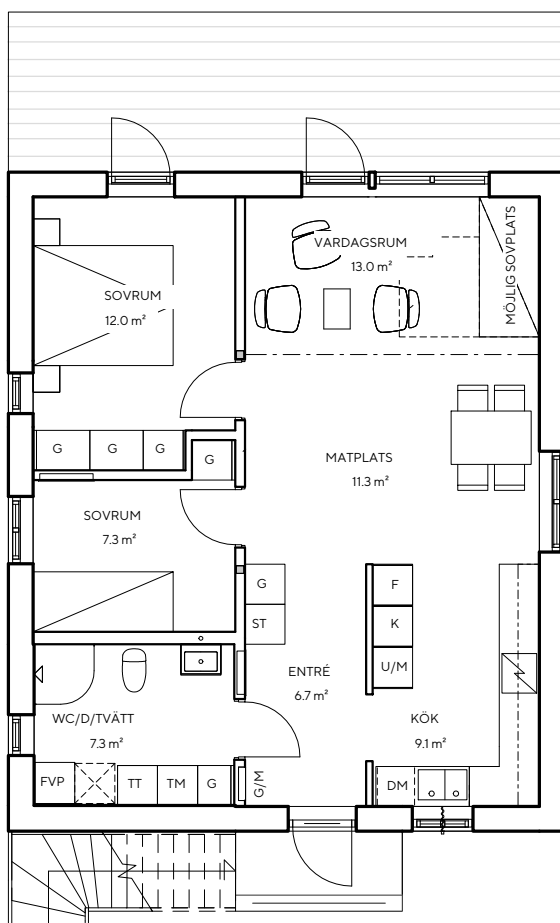 VARDAGSRUM
13.0 m²
MÖJLIG SOVPLATS
SOVRUM
12.0 m²
G
G
G
G
MATPLATS
11.3 m²
SOVRUM
7.3 m²
G
ST
F
K
U/M
ENTRÉ
6.7 m²
WC/D/TVÄTT
7.3 m²
KÖK
9.1 m²
FVP
TT
TM
G
G/M
DM